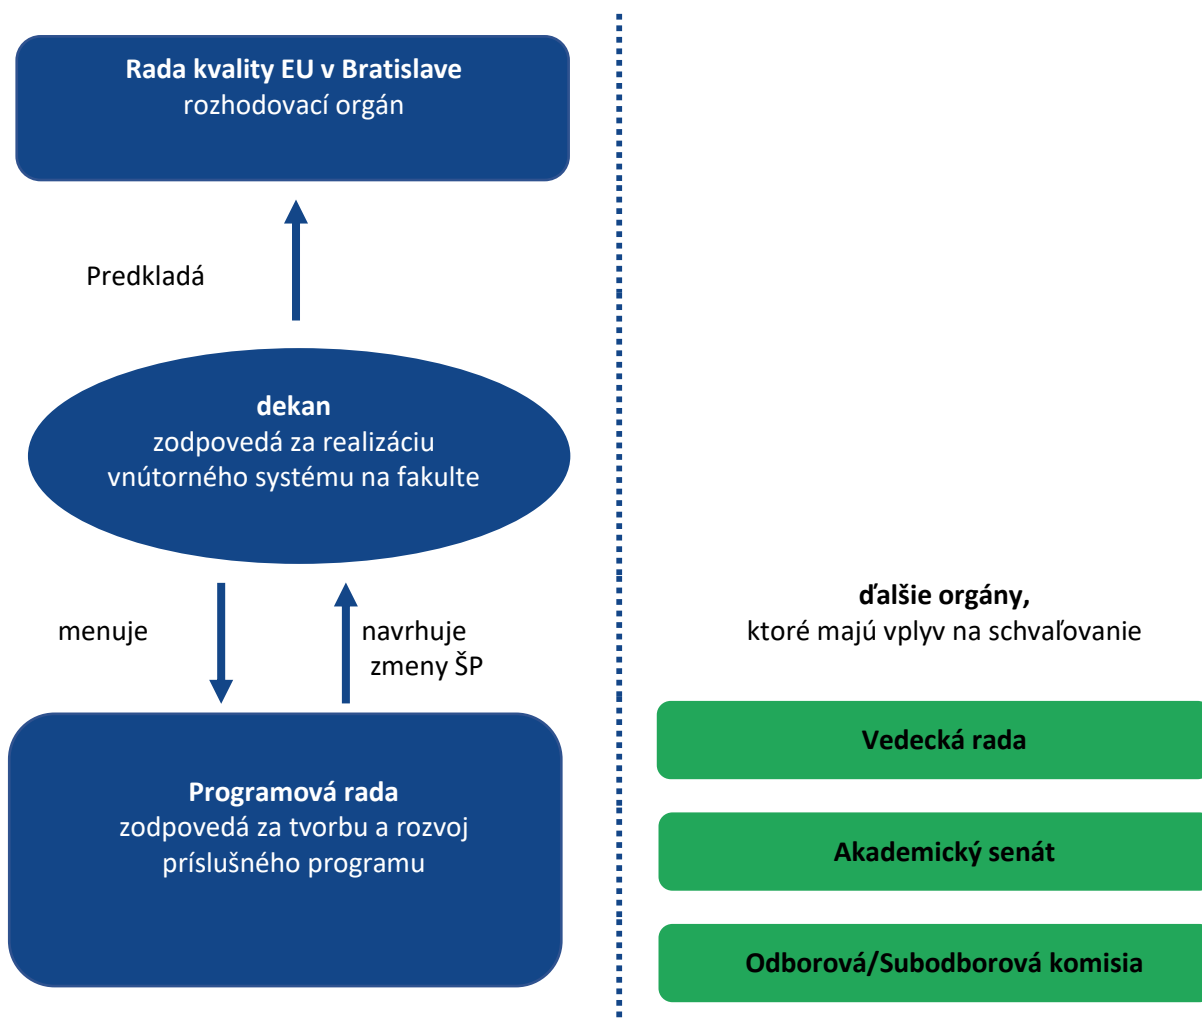 Rada kvality EU v Bratislave
rozhodovací orgán
Predkladá
dekan
zodpovedá za realizáciu
vnútorného systému na fakulte
menuje
navrhuje
zmeny ŠP
Programová rada
zodpovedá za tvorbu a rozvoj
príslušného programu
ďalšie orgány,
ktoré majú vplyv na schvaľovanie
Vedecká rada
Akademický senát
Odborová/Subodborová komisia